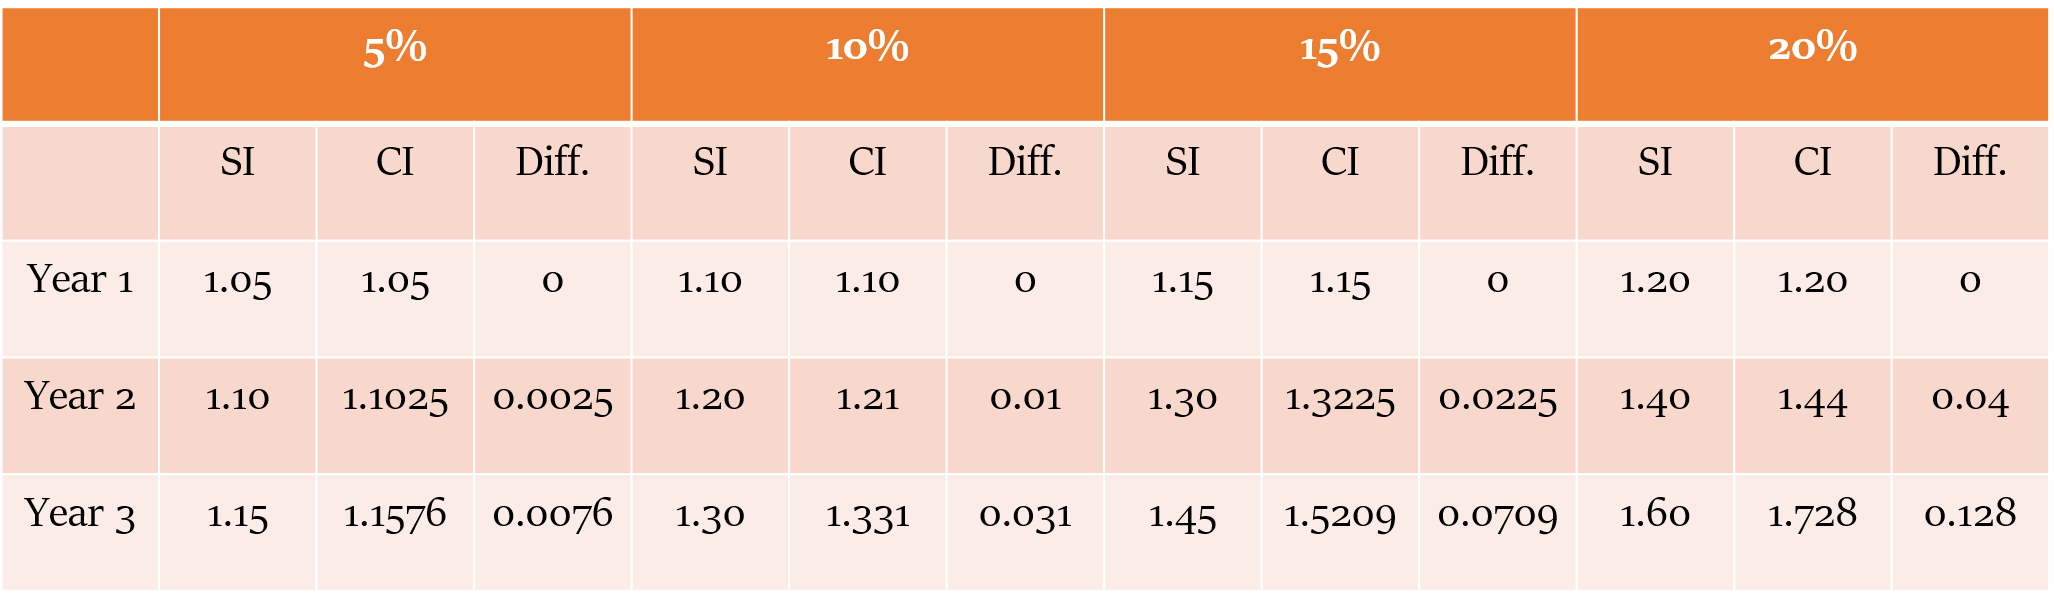 5% 10% 15% 20%
SI CI Diff. SI CI Diff. SI CI Diff. SI CI Diff.
Year 1 1.05 1.05 0 1.10 1.10 0 1.15 1.15 0 1.20 1.20 0
Year 2 1.10 1.1025 0.0025 1.20 1.21 0.01 1.30 1.3225 0.0225 1.40 1.44 0.04
Year 3 1.15 1.1576 0.0076 1.30 1.331 0.031 1.45 1.5209 0.0709 1.60 1.728 0.128